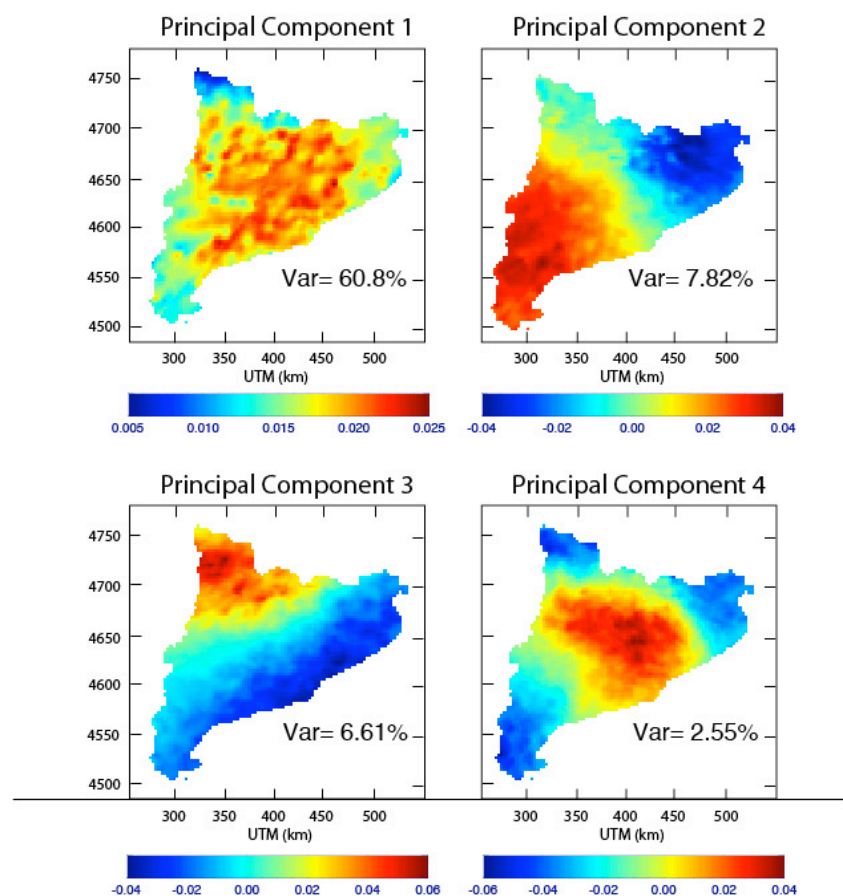 Principal Component 1 Principal Component 2
4750
4700
4650
4600
4550
4500
Var= 60.8% Var= 7.82%
300 350 400 450 500 300 350 400 450 500
UTM (km) UTM (km)
0.005 0.010 0.015 0.020 0.025 -0.04 -0.02 0.00 0.02 0.04
Principal Component 3 Principal Component 4
4750
4700
4650
4600
4550
4500
Var= 6.61% Var= 2.55%
300 350 400 450 500 300 350 400 450 500
UTM (km) UTM (km)
-0.04 -0.02 0.00 0.02 0.04 0.06 -0.06 -0.04 -0.02 0.00 0.02 0.04